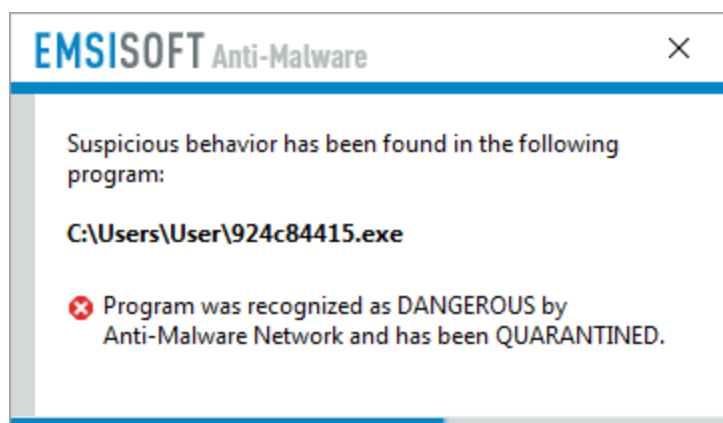 EMSISOFT Anti-Malware
Suspicious behavior has been found in the following
program:
C:\Users\User\924c84415.exe
Program was recognized as DANGEROUS by
Anti-Malware Network and has been QUARANTINED.